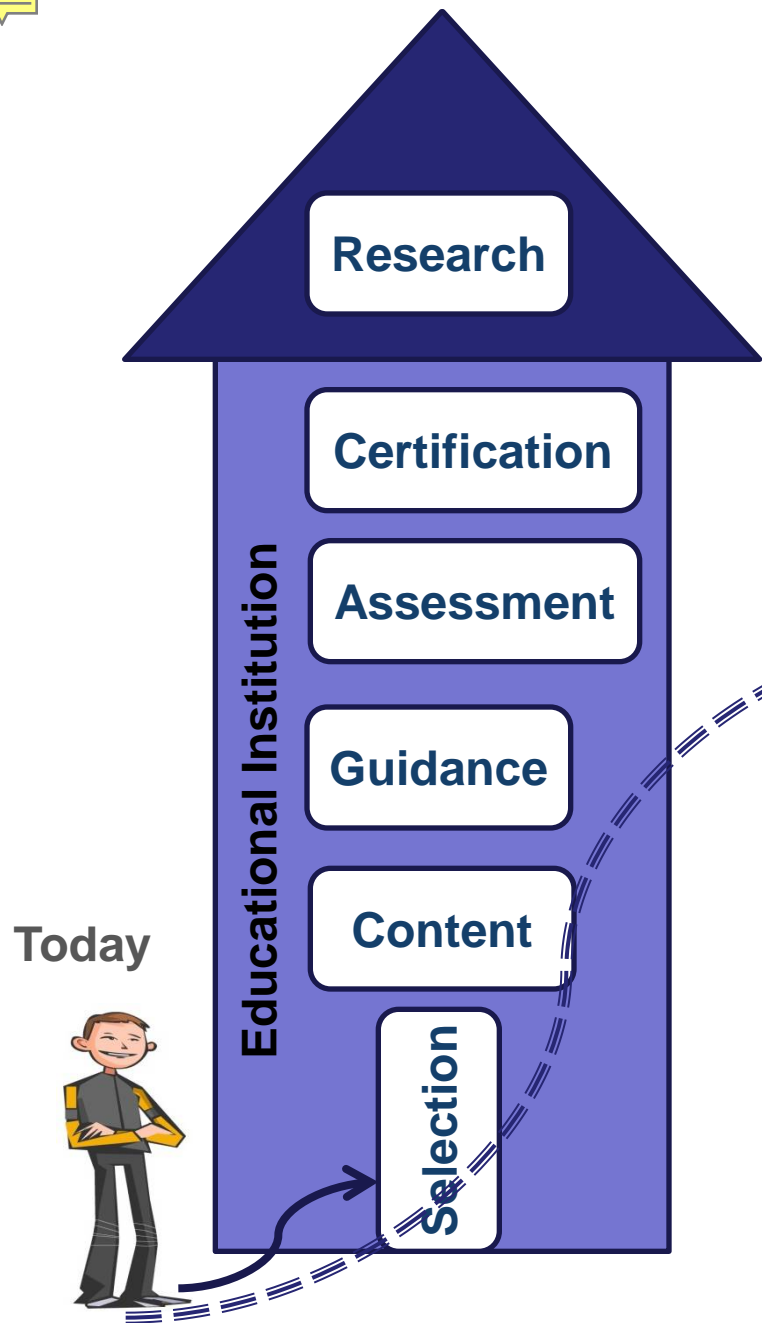 Research
Certification
Assessment
Educational Institution
Guidance
Content
Today
Selection